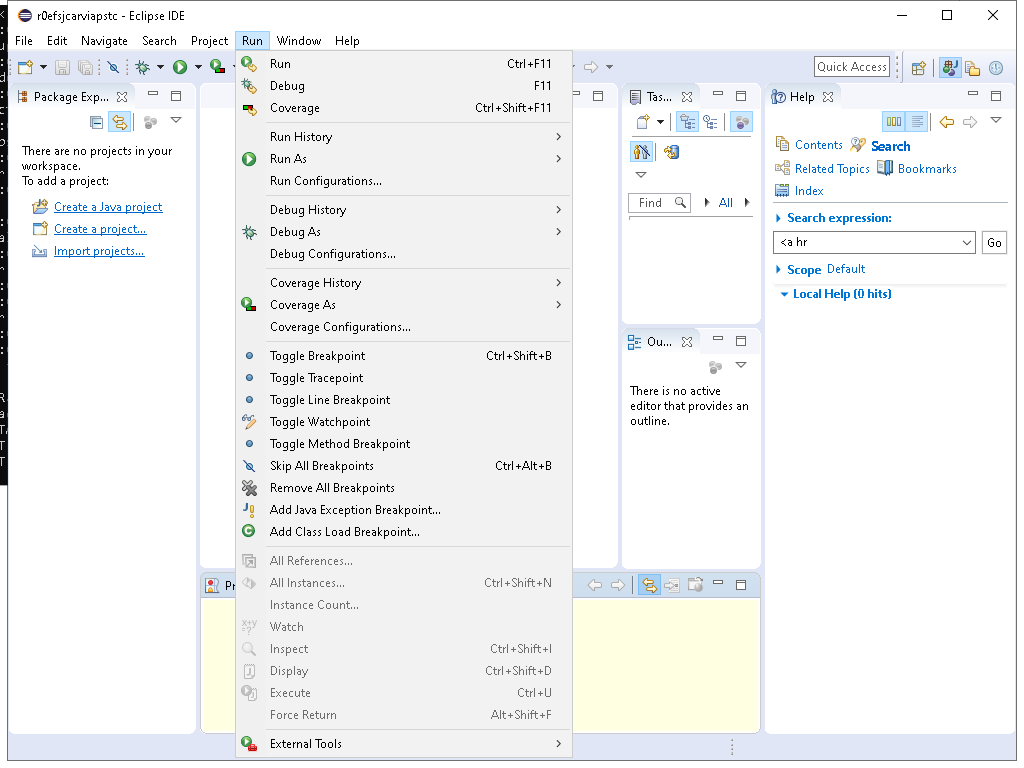 r0efsjcarviapstc - Eclipse IDE
File Edit Navigate Search Project Run Window Help
Quick Access
Package Exp...
There are no projects in your
workspace.
To add a project:
Create a Java project
Create a project...
Import projects...
Run Ctrl+F11
Debug F11
Coverage Ctrl+Shift+F11
Run History
Run As
Run Configurations...
Debug History
Debug As
Debug Configurations...
Coverage History
Coverage As
Coverage Configurations...
Toggle Breakpoint Ctrl+Shift+B
Toggle Tracepoint
Toggle Line Breakpoint
Toggle Watchpoint
Toggle Method Breakpoint
Skip All Breakpoints Ctrl+Alt+B
Remove All Breakpoints
Add Java Exception Breakpoint...
Add Class Load Breakpoint...
All References...
All Instances... Ctrl+Shift+N
Instance Count...
Watch
Inspect Ctrl+Shift+I
Display Ctrl+Shift+D
Execute Ctrl+U
Force Return Alt+Shift+F
External Tools
Pr
Tas...
Find All
Ou...
There is no active
editor that provides an
outline.
Help
Contents Search
Related Topics Bookmarks
Index
Search expression:
<a hr Go
Scope Default
Local Help (0 hits)